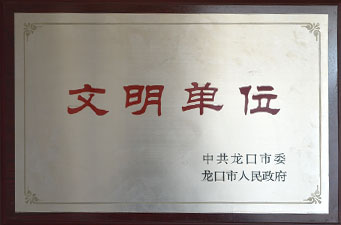 文明单位
中共龙口市委
龙口市人民政府